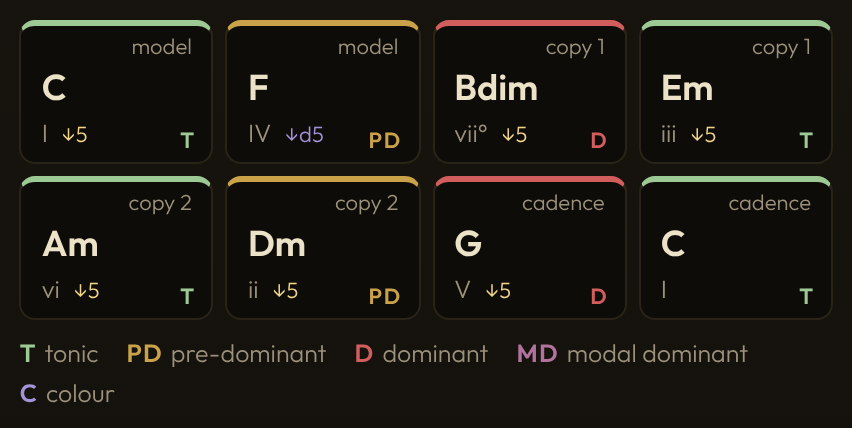 model model copy 1 copy 1
C F Bdim Em
I ↓5 T IV ↓d5 PD vii° ↓5 D iii ↓5 T
copy 2 copy 2 cadence cadence
Am Dm G C
vi ↓5 T ii ↓5 PD V ↓5 D I T
T tonic PD pre-dominant D dominant MD modal dominant
C colour